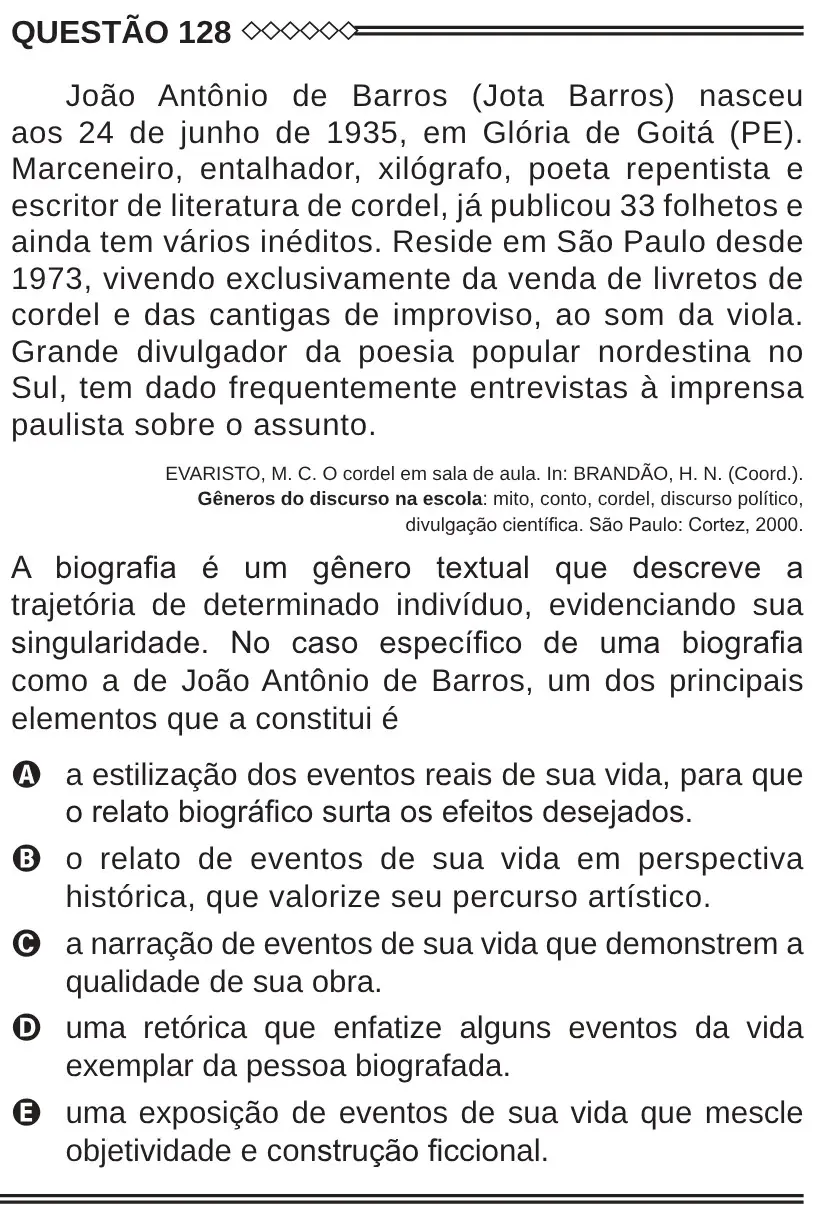 QUESTÃO 128
João Antônio de Barros (Jota Barros) nasceu
aos 24 de junho de 1935, em Glória de Goitá (PE).
Marceneiro, entalhador, xilógrafo, poeta repentista e
escritor de literatura de cordel, já publicou 33 folhetos e
ainda tem vários inéditos. Reside em São Paulo desde
1973, vivendo exclusivamente da venda de livretos de
cordel e das cantigas de improviso, ao som da viola.
Grande divulgador da poesia popular nordestina no
Sul, tem dado frequentemente entrevistas à imprensa
paulista sobre o assunto.
EVARISTO, M. C. O cordel em sala de aula. In: BRANDÃO, H. N. (Coord.).
Gêneros do discurso na escola: mito, conto, cordel, discurso político,
divulgação científica. São Paulo: Cortez, 2000.
A biografia é um gênero textual que descreve a
trajetória de determinado indivíduo, evidenciando sua
singularidade. No caso específico de uma biografia
como a de João Antônio de Barros, um dos principais
elementos que a constitui é
A a estilização dos eventos reais de sua vida, para que
o relato biográfico surta os efeitos desejados.
B o relato de eventos de sua vida em perspectiva
histórica, que valorize seu percurso artístico.
C a narração de eventos de sua vida que demonstrem a
qualidade de sua obra.
D uma retórica que enfatize alguns eventos da vida
exemplar da pessoa biografada.
E uma exposição de eventos de sua vida que mescle
objetividade e construção ficcional.